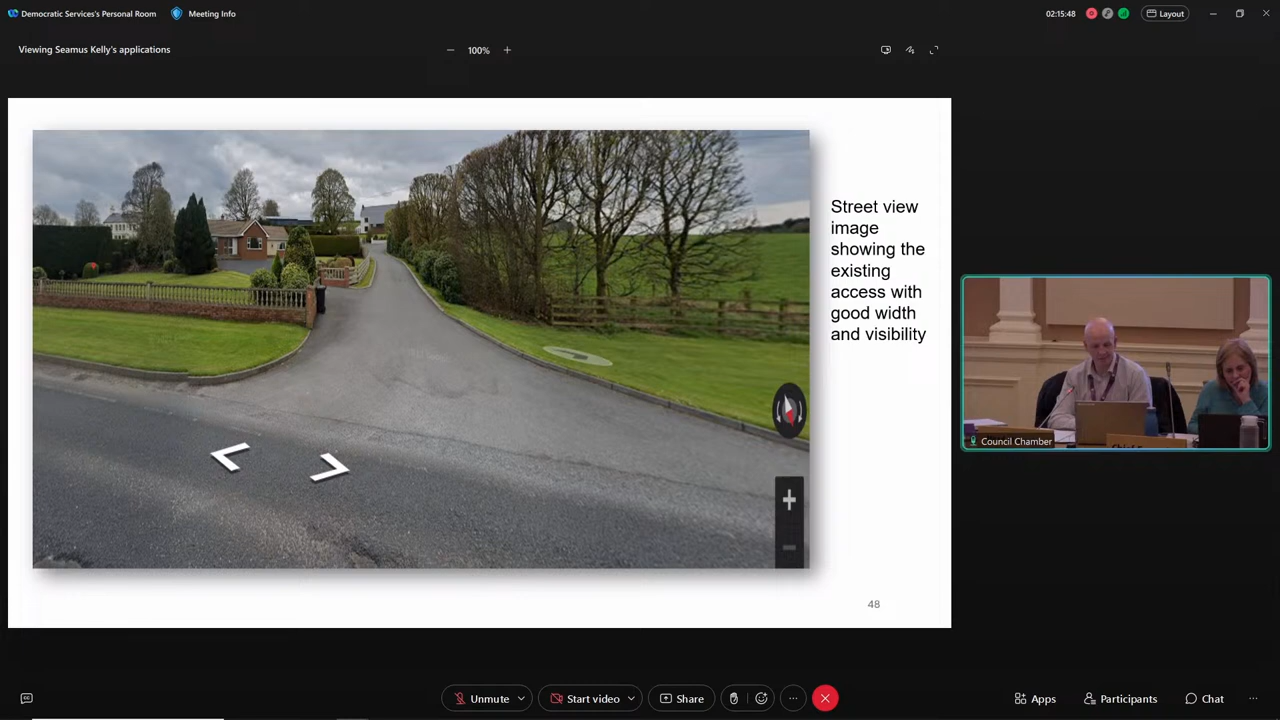 Democratic Services's Personal Room
Meeting Info
02:15:48
Layout
Viewing Seamus Kelly's applications
100%
Street view
image
showing the
existing
access with
good width
and visibility
Council Chamber
48
Unmute
Start video
Share
Apps
Participants
Chat